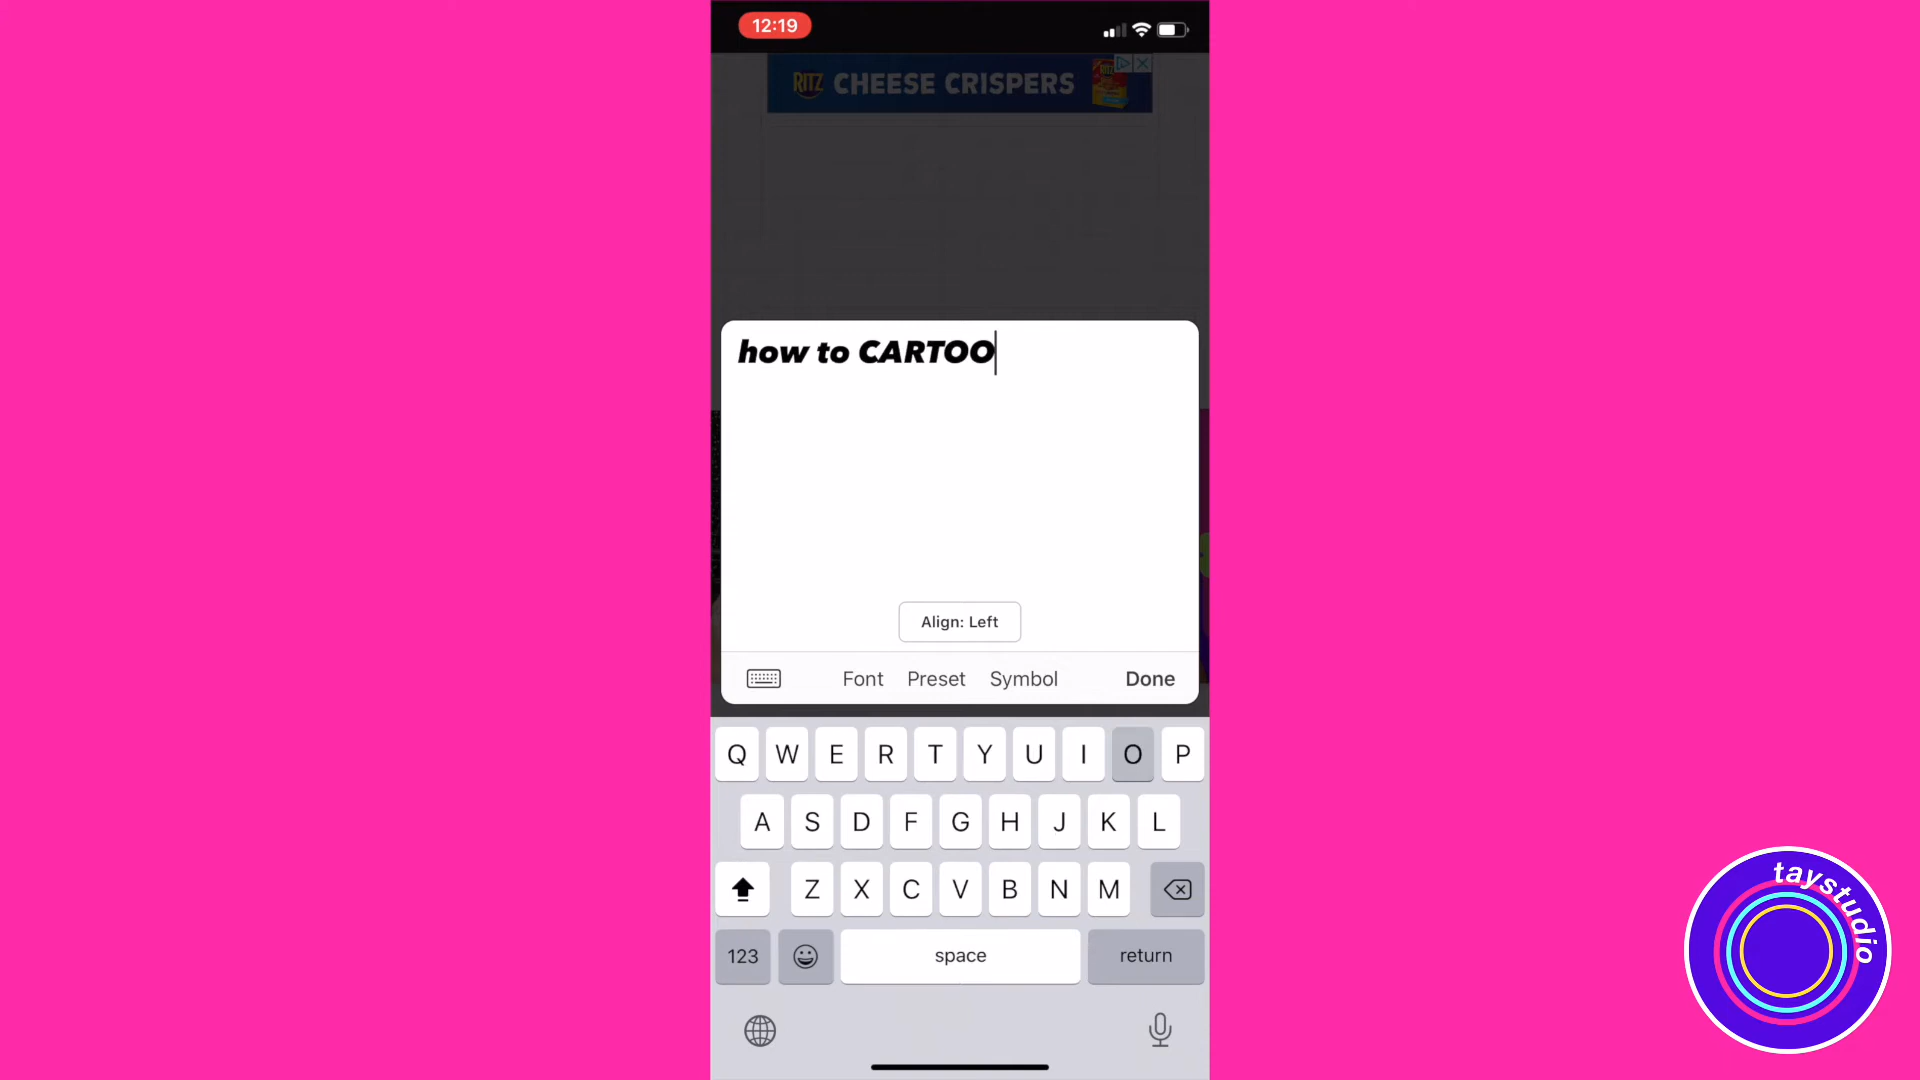 12:19
RITZ CHEESE CRISPERS
how to CARTOO
Align: Left
Font Preset Symbol Done
Q W E R T Y U I O P
A S D F G H J K L
Z X C V B N M
123 space return
taystudio